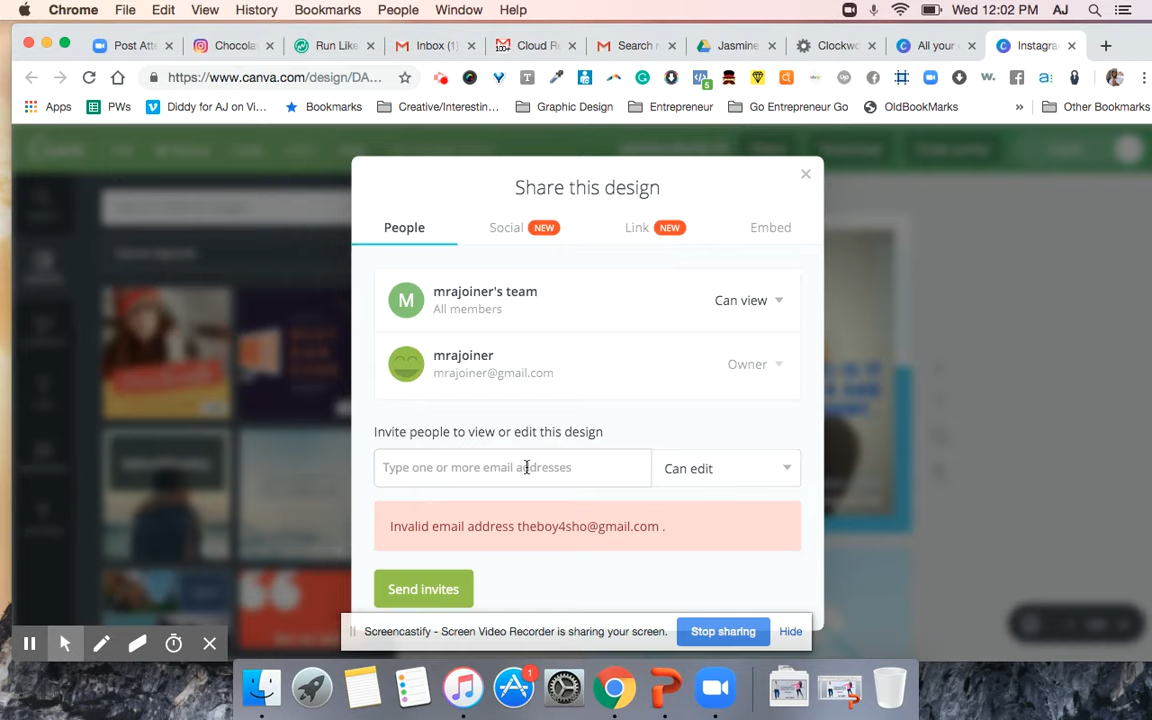 Chrome File Edit View History Bookmarks People Window Help Wed 12:02 PM AJ
Post Atte Instagra
Chocola Run Like Inbox (1) Cloud Re Search r Jasmine Clockwo All your
https://www.canva.com/design/DA...
Apps PWs Diddy for AJ on Vi... Bookmarks Creative/Interestin... Graphic Design Entrepreneur Go Entrepreneur Go OldBookMarks » Other Bookmarks
Share this design
People Social NEW Link NEW Embed
M mrajoiner's team
All members
Can view
mrajoiner
mrajoiner@gmail.com
Owner
Invite people to view or edit this design
Type one or more email addresses Can edit
Invalid email address theboy4sho@gmail.com .
Send invites
Screencastify - Screen Video Recorder is sharing your screen. Stop sharing Hide
1